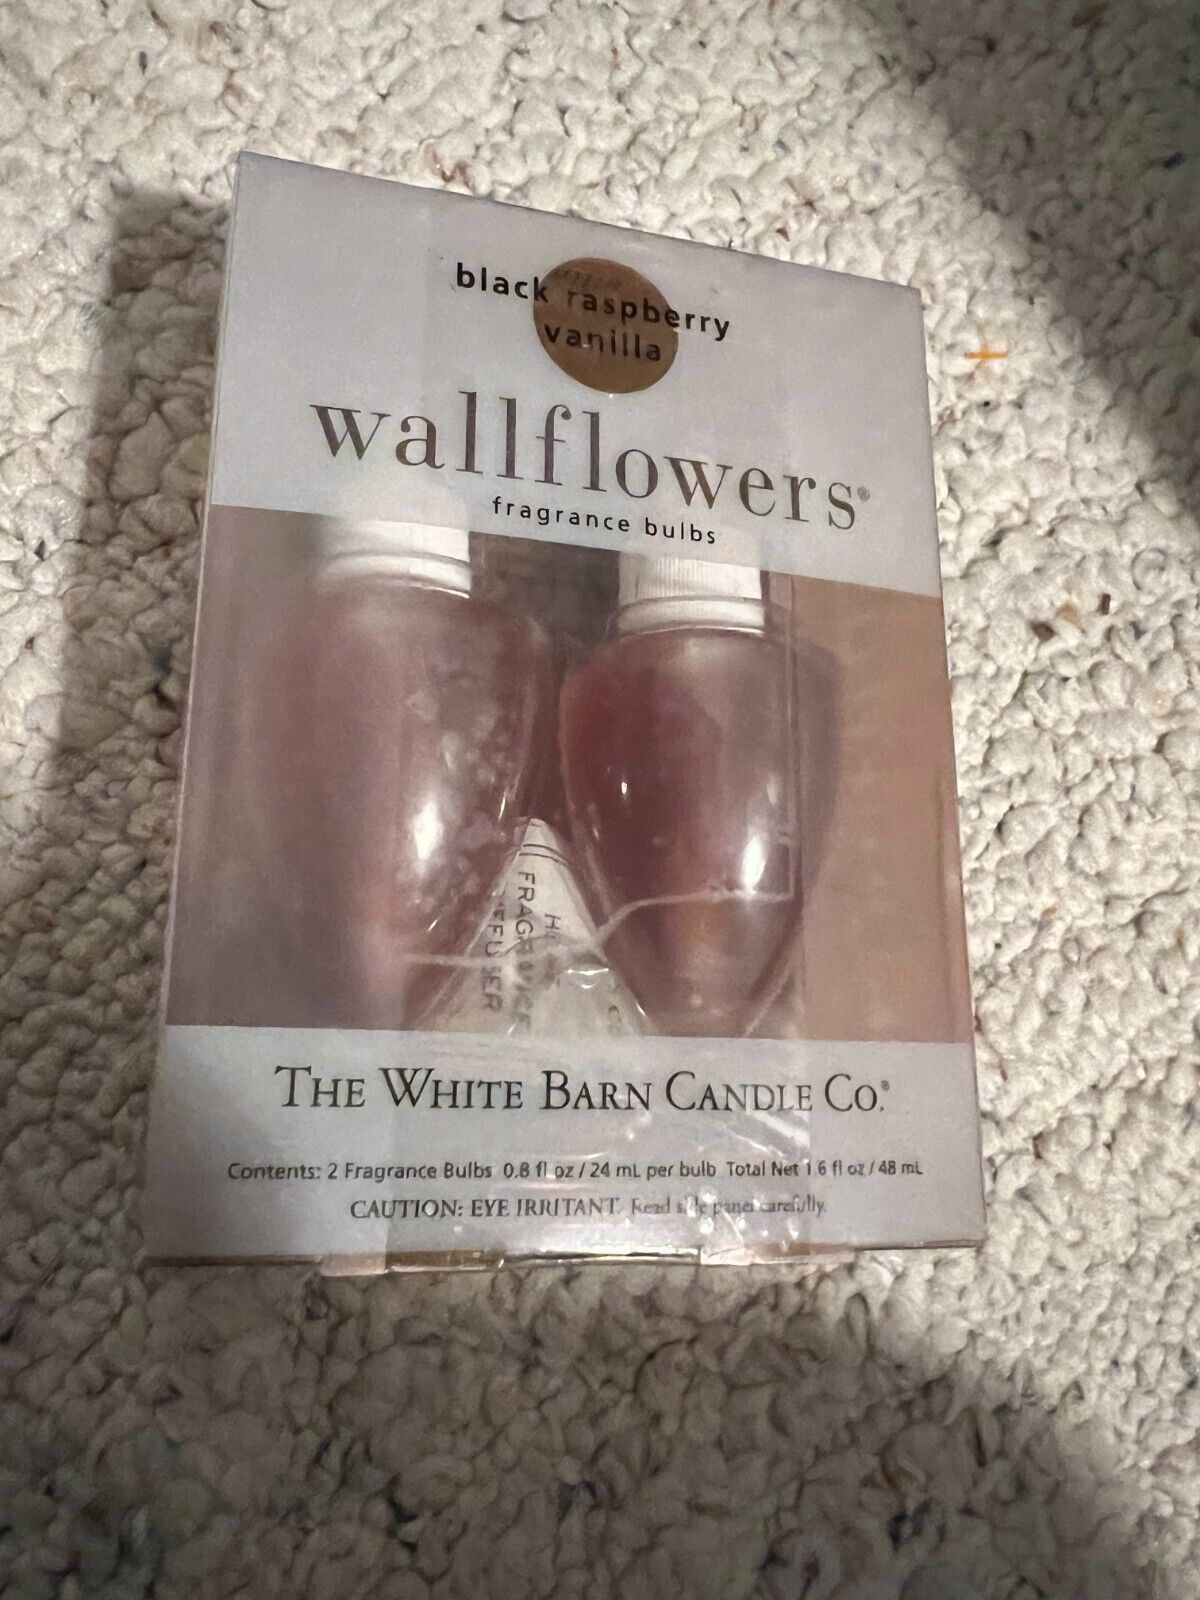 black raspberry
vanilla
wallflowers®
fragrance bulbs
FRAGRANCE
THE WHITE BARN CANDLE CO.®
Contents: 2 Fragrance Bulbs 0.8 fl oz / 24 mL per bulb Total Net 1.6 fl oz / 48 mL
CAUTION: EYE IRRITANT. Read side panel carefully.